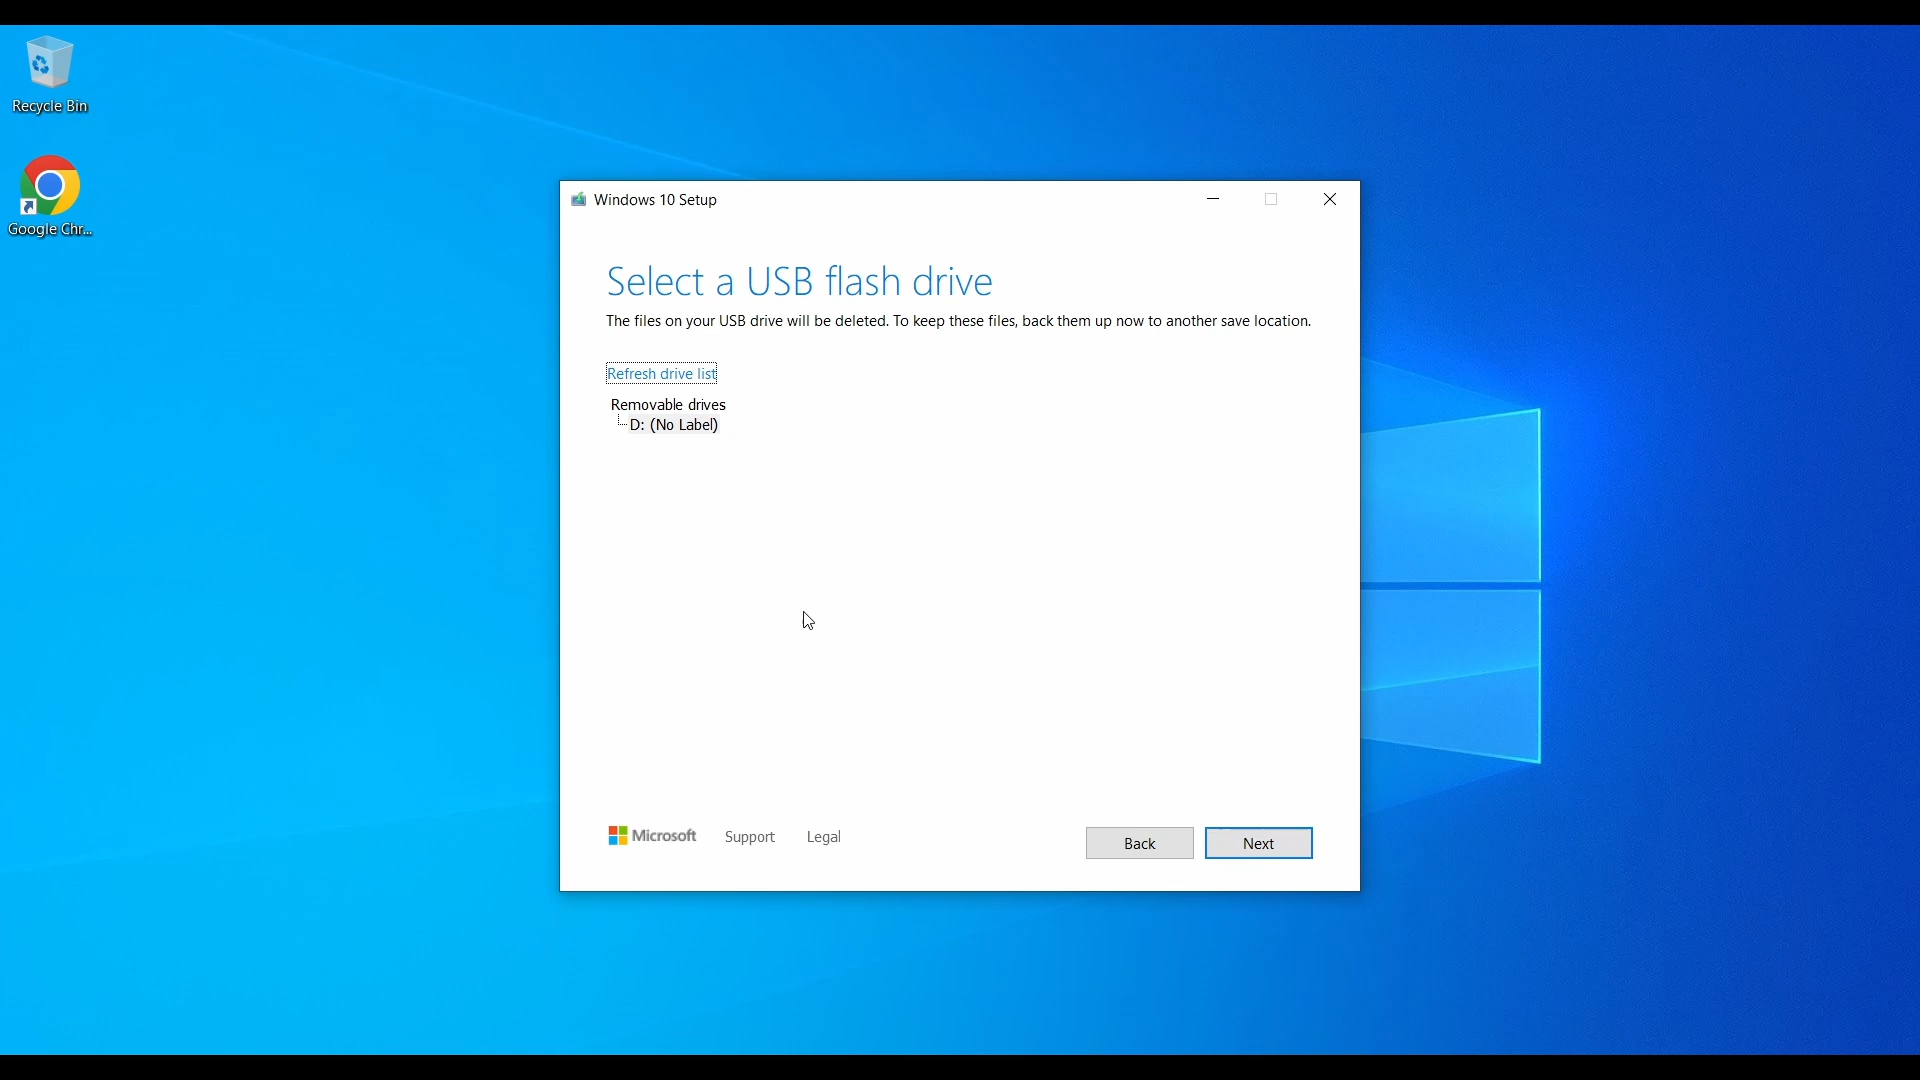 Recycle Bin
Google Chr...
Windows 10 Setup
Select a USB flash drive
The files on your USB drive will be deleted. To keep these files, back them up now to another save location.
Refresh drive list
Removable drives
D: (No Label)
Microsoft Support Legal Back Next